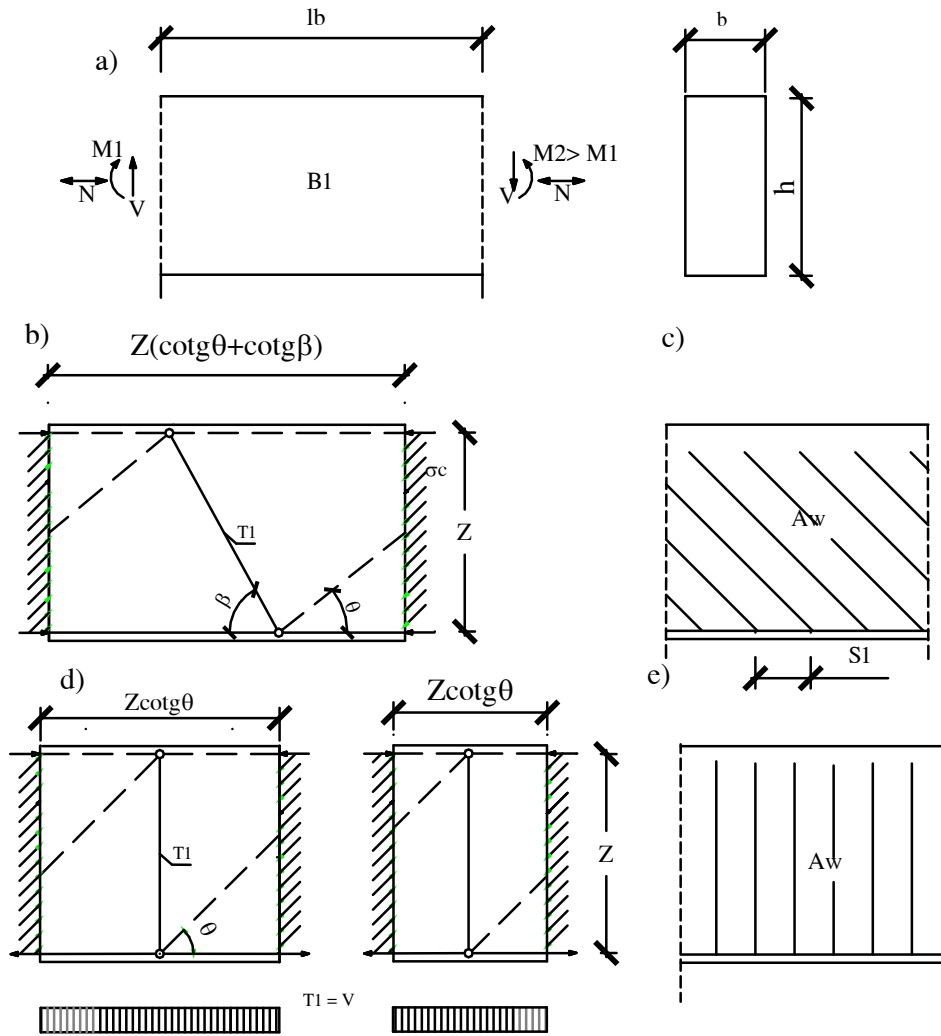 lb
b
a)
M1
N
V
B1
M2> M1
V
N
h
b)
Z(cotgθ+cotgβ)
c)
σc
T1
Z
β
θ
Aw
S1
d)
Zcotgθ
Zcotgθ
e)
T1
θ
Z
Aw
T1 = V